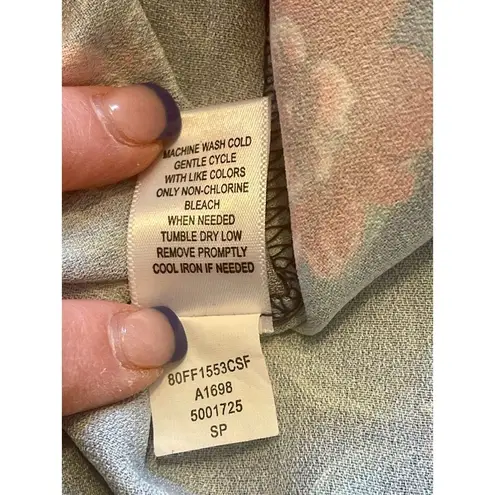 MACHINE WASH COLD
GENTLE CYCLE
WITH LIKE COLORS
ONLY NON-CHLORINE
BLEACH
WHEN NEEDED
TUMBLE DRY LOW
REMOVE PROMPTLY
COOL IRON IF NEEDED
80FF1553CSF
A1698
5001725
SP